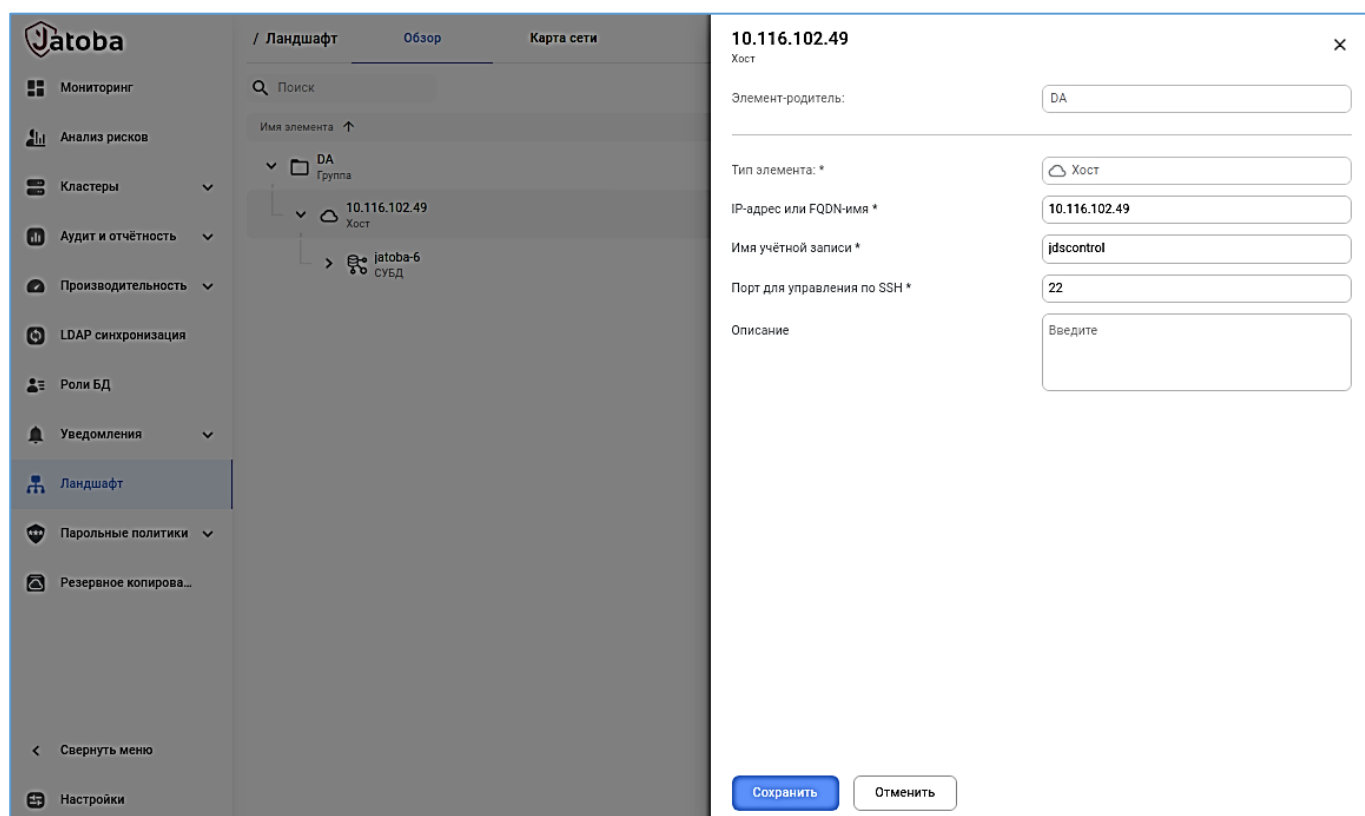 Jatoba
Мониторинг
Анализ рисков
Кластеры
Аудит и отчётность
Производительность
LDAP синхронизация
Роли БД
Уведомления
Ландшафт
Парольные политики
Резервное копирова...
Свернуть меню
Настройки
/ Ландшафт Обзор Карта сети
Поиск
Имя элемента
DA
Группа
10.116.102.49
Хост
jatoba-6
СУБД
10.116.102.49
Хост
Элемент-родитель: DA
Тип элемента: * Хост
IP-адрес или FQDN-имя * 10.116.102.49
Имя учётной записи * jdscontrol
Порт для управления по SSH * 22
Описание Введите
Сохранить Отменить